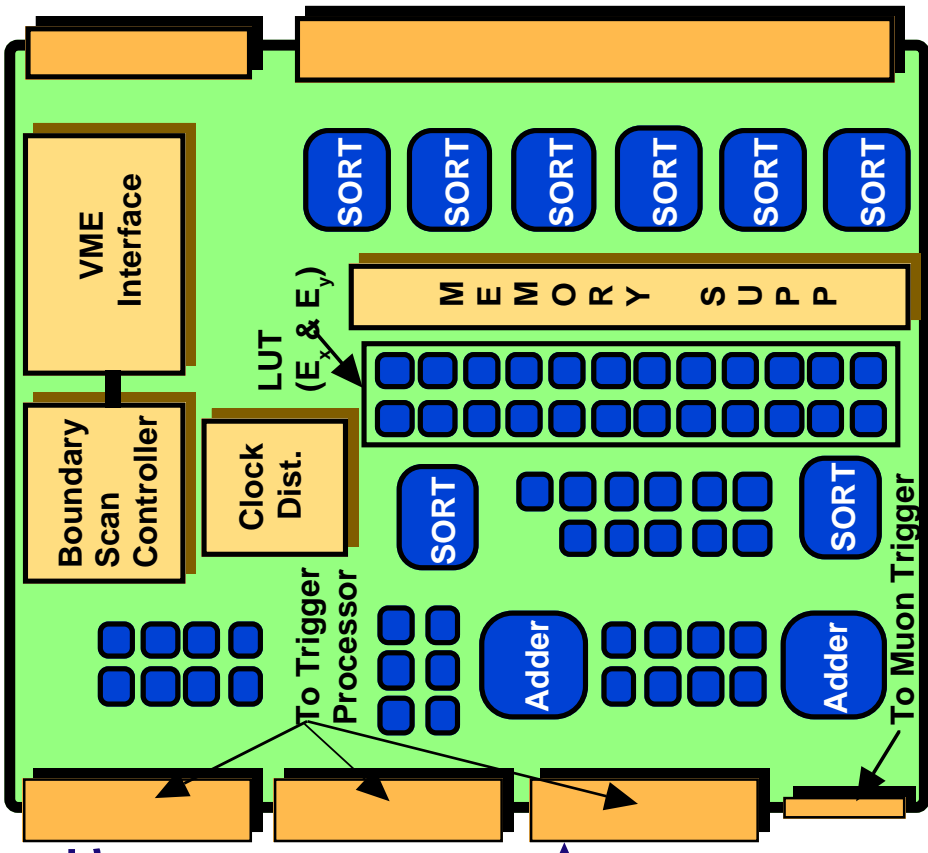 Boundary
Scan
Controller
VME
Interface
Clock
Dist.
LUT
(Ex & Ey)
To Trigger
Processor
MEMORY SUPP
SORT
SORT
SORT
SORT
SORT
SORT
SORT
SORT
Adder
Adder
To Muon Trigger